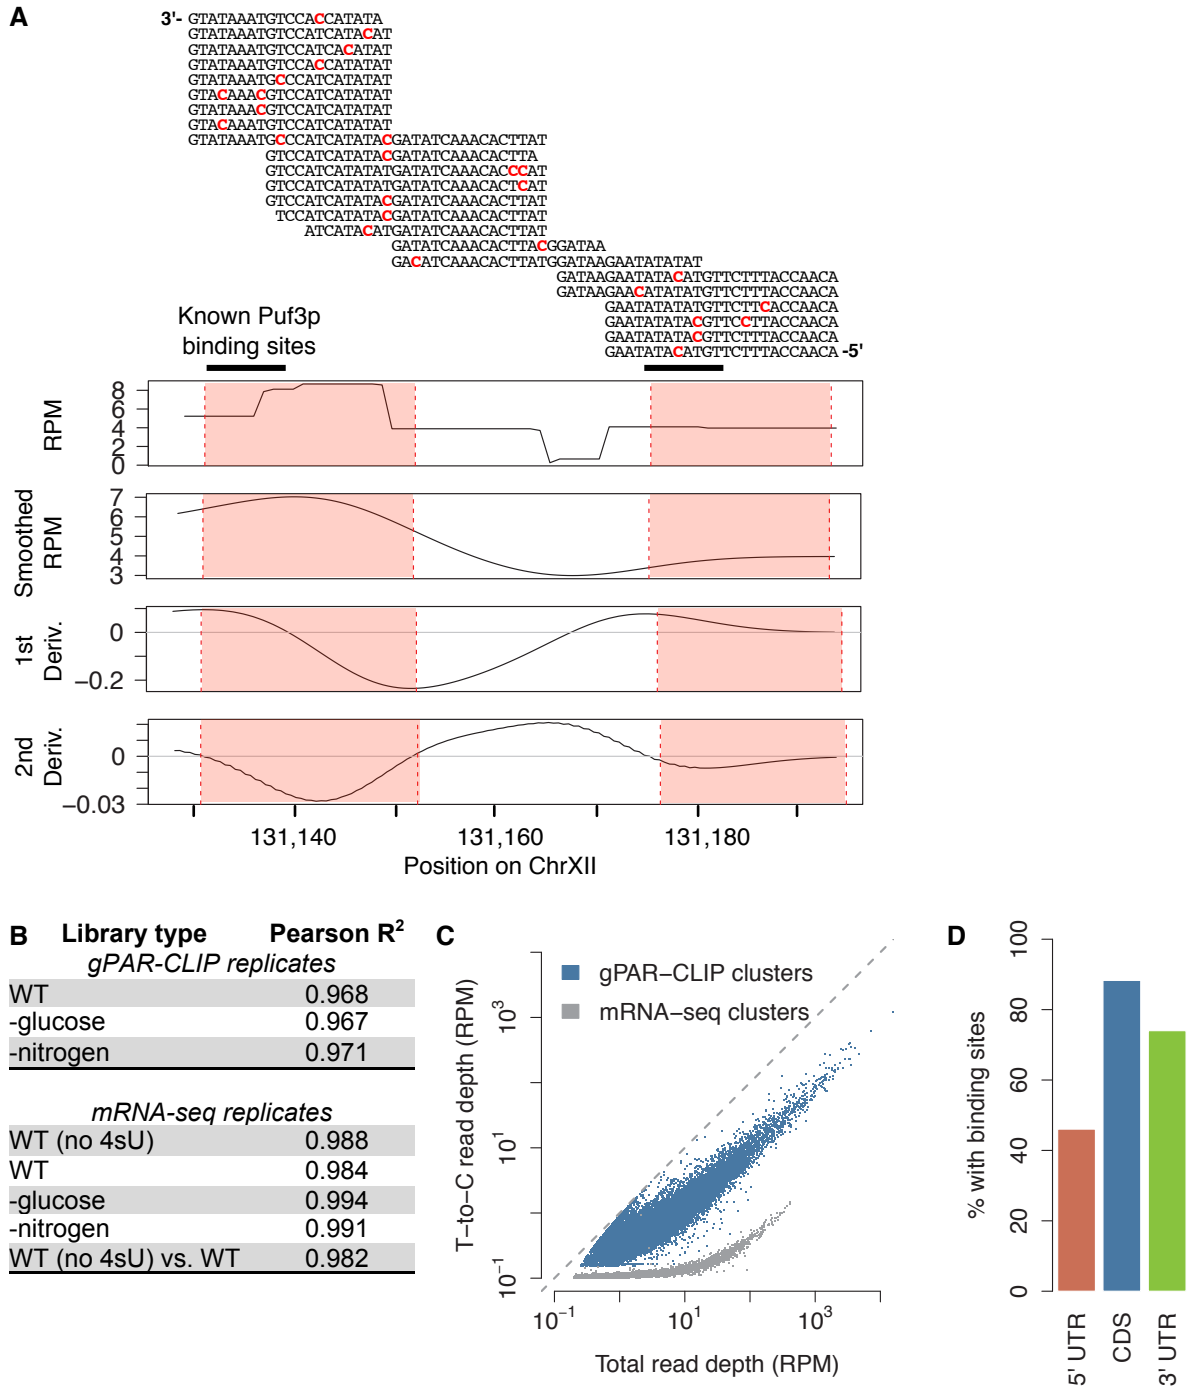 A
3'- GTATAAATGTCCACCATATA
GTATAAATGTCCATCATACAT
GTATAAATGTCCATCACATAT
GTATAAATGTCCACCATATAT
GTATAAATGCCCATCATATAT
GTACAAACGTCCATCATATAT
GTATAAACGTCCATCATATAT
GTACAAATGTCCATCATATAT
GTATAAATGCCCATCATATACGATATCAAACACTTAT
GTCCATCATATACGATATCAAACACTTA
GTCCATCATATATGATATCAAACACCCAT
GTCCATCATATATGATATCAAACACTCAT
GTCCATCATATACGATATCAAACACTTAT
TCCATCATATACGATATCAAACACTTAT
ATCATACATGATATCAAACACTTAT
GATATCAAACACTTACGGATAA
GACATCAAACACTTATGGATAAGAATATATAT
GATAAGAATATACATGTTCTTTACCAACA
GATAAGAACATATATGTTCTTTACCAACA
GAATATATATGTTCTTCACCAACA
GAATATATACGTTCCTTACCAACA
GAATATATACGTTCTTTACCAACA
GAATATACATGTTCTTTACCAACA -5'
Known Puf3p
binding sites
RPM
8
6
4
2
0
Smoothed
RPM
7
6
5
4
3
1st
Deriv.
0
−0.2
2nd
Deriv.
0
−0.03
131,140
131,160
131,180
Position on ChrXII
B Library type Pearson R²
gPAR-CLIP replicates
WT 0.968
-glucose 0.967
-nitrogen 0.971
mRNA-seq replicates
WT (no 4sU) 0.988
WT 0.984
-glucose 0.994
-nitrogen 0.991
WT (no 4sU) vs. WT 0.982
C
gPAR−CLIP clusters
mRNA−seq clusters
T−to−C read depth (RPM)
10³
10¹
10⁻¹
10⁻¹ 10¹ 10³
Total read depth (RPM)
D
% with binding sites
100
80
60
40
20
0
5' UTR
CDS
3' UTR